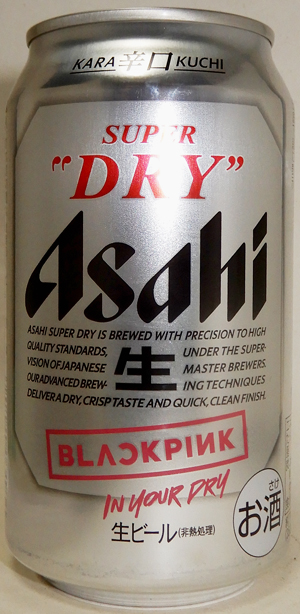 KARA 辛口 KUCHI
SUPER
"DRY"
Asahi
ASAHI SUPER DRY IS BREWED WITH PRECISION TO HIGH
QUALITY STANDARDS, UNDER THE SUPER-
VISION OF JAPANESE MASTER BREWERS.
OUR ADVANCED BREW- ING TECHNIQUES
生
DELIVER A DRY, CRISP TASTE AND QUICK, CLEAN FINISH.
BLACKPINK
IN YOUR DRY
生ビール(非熱処理)
さけ
お酒